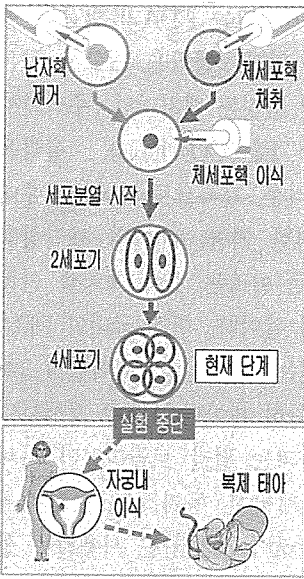 난자핵
제거
체세포핵
채취
체세포핵 이식
세포분열 시작
2세포기
4세포기
현재 단계
실험 중단
자궁내
이식
복제 태아